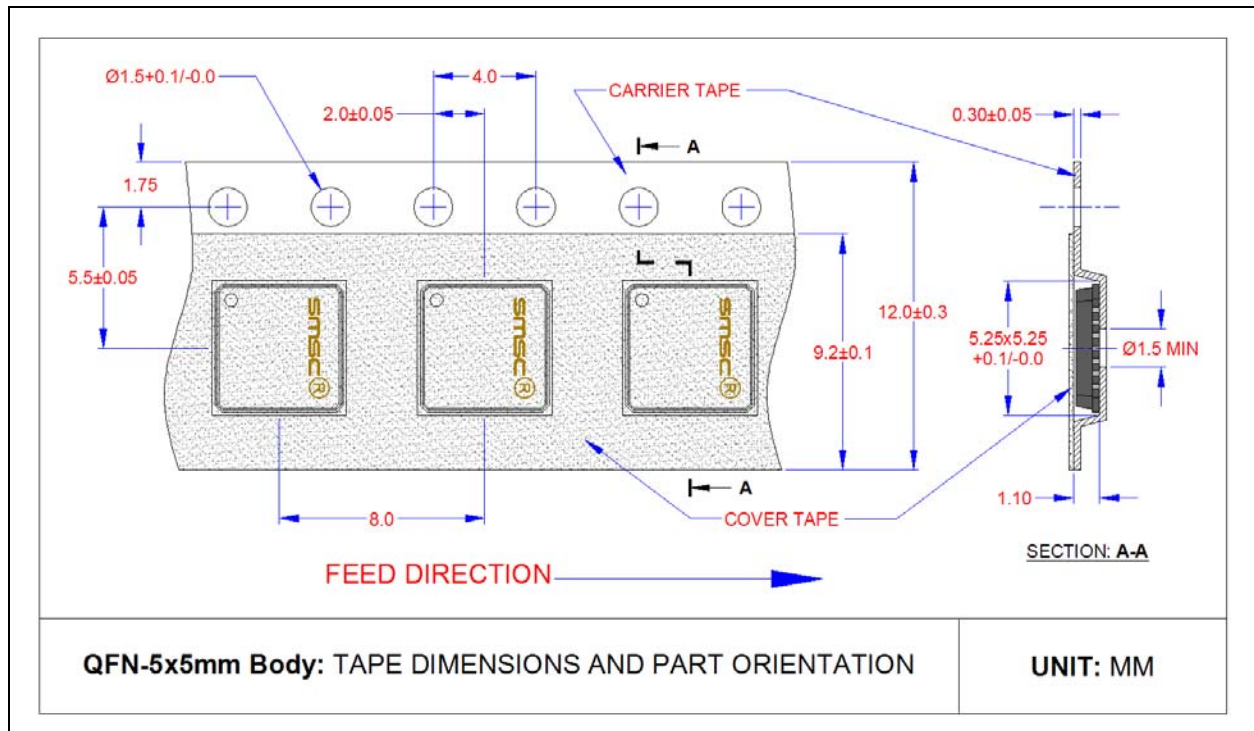 Ø1.5+0.1/-0.0
4.0
CARRIER TAPE
0.30±0.05
2.0±0.05
A
1.75
5.5±0.05
smsc®
smsc®
smsc®
9.2±0.1
12.0±0.3
5.25x5.25
+0.1/-0.0
Ø1.5 MIN
A
1.10
8.0
COVER TAPE
SECTION: A-A
FEED DIRECTION
QFN-5x5mm Body: TAPE DIMENSIONS AND PART ORIENTATION
UNIT: MM